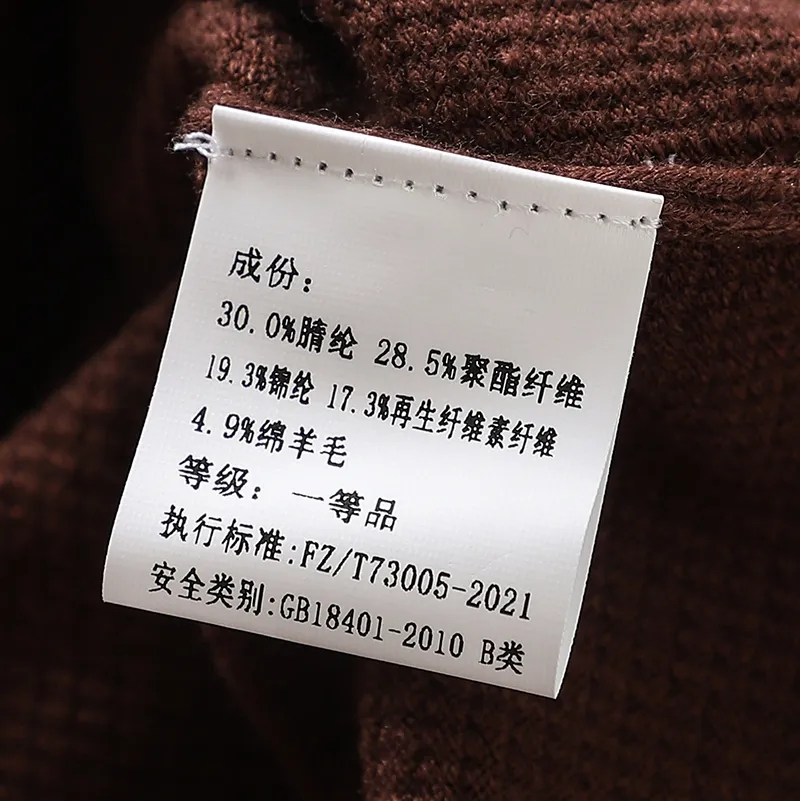 成份：
30.0%腈纶 28.5%聚酯纤维
19.3%锦纶 17.3%再生纤维素纤维
4.9%绵羊毛
等级：一等品
执行标准:FZ/T73005-2021
安全类别:GB18401-2010 B类